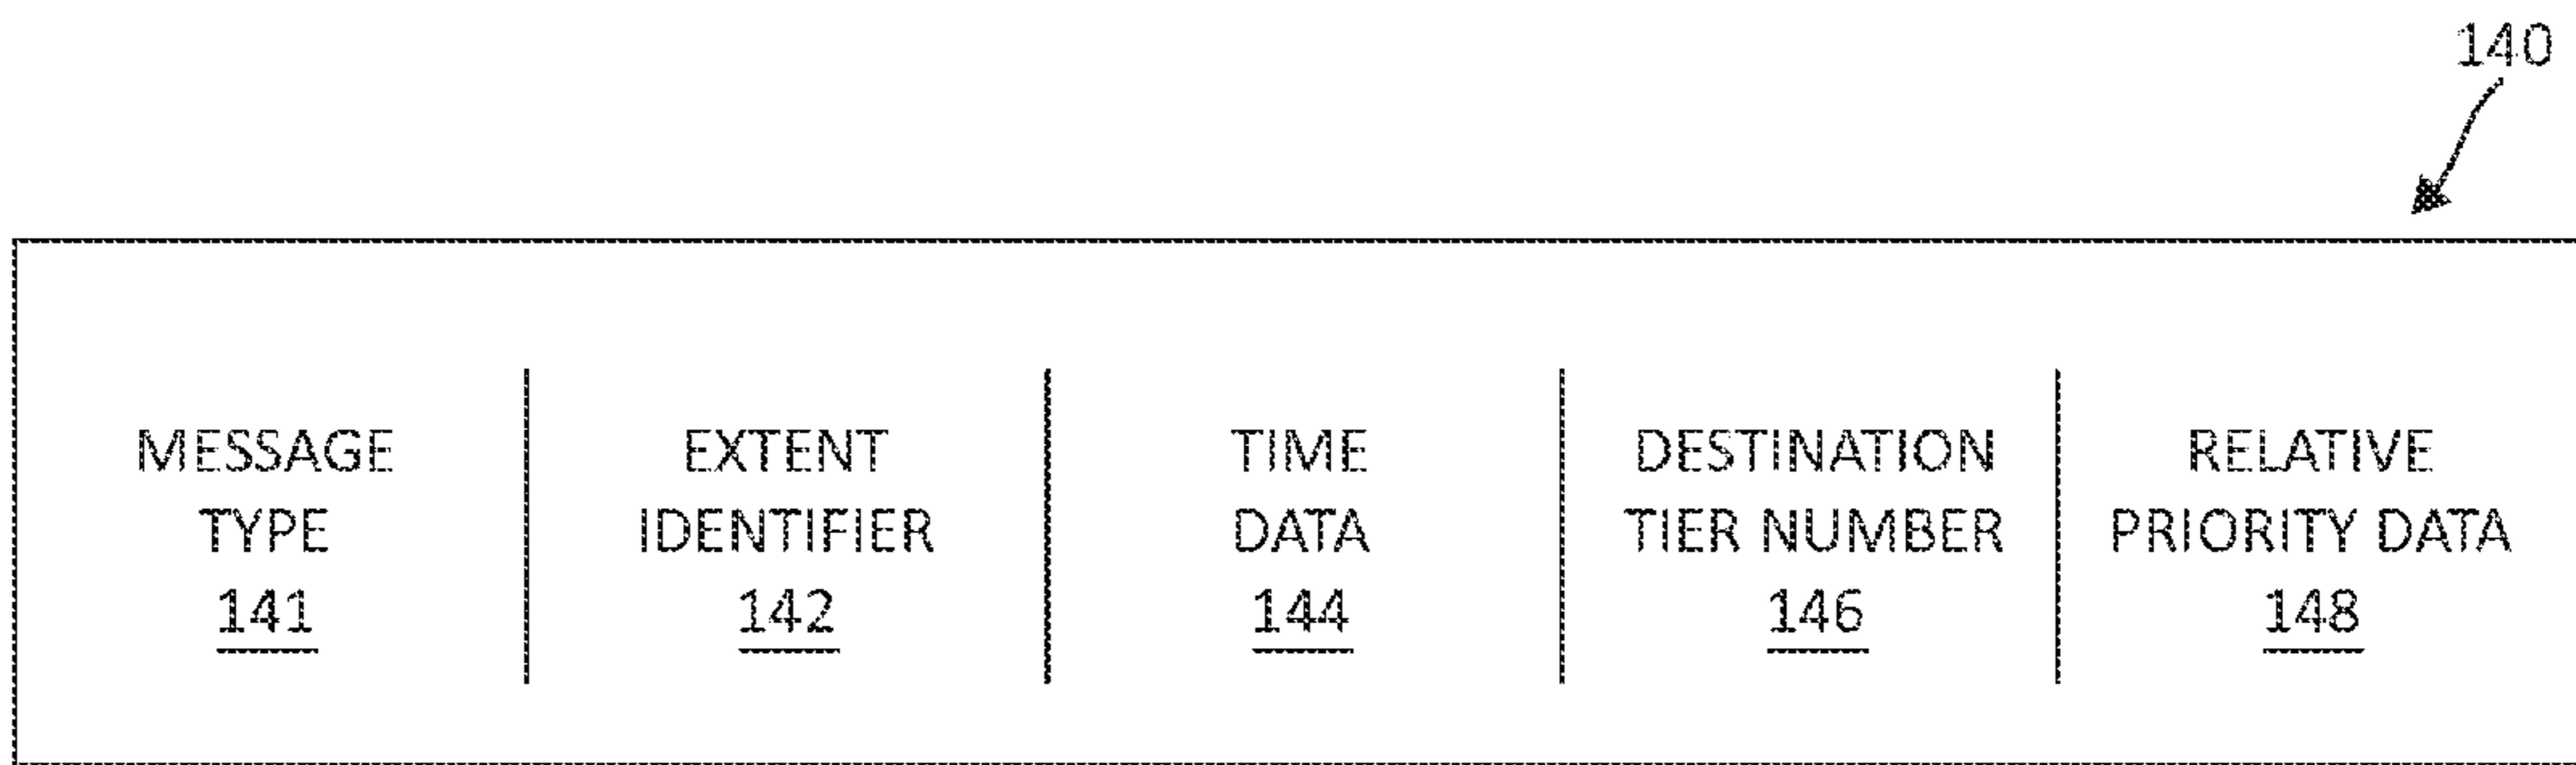 140
MESSAGE TYPE 141
EXTENT IDENTIFIER 142
TIME DATA 144
DESTINATION TIER NUMBER 146
RELATIVE PRIORITY DATA 148